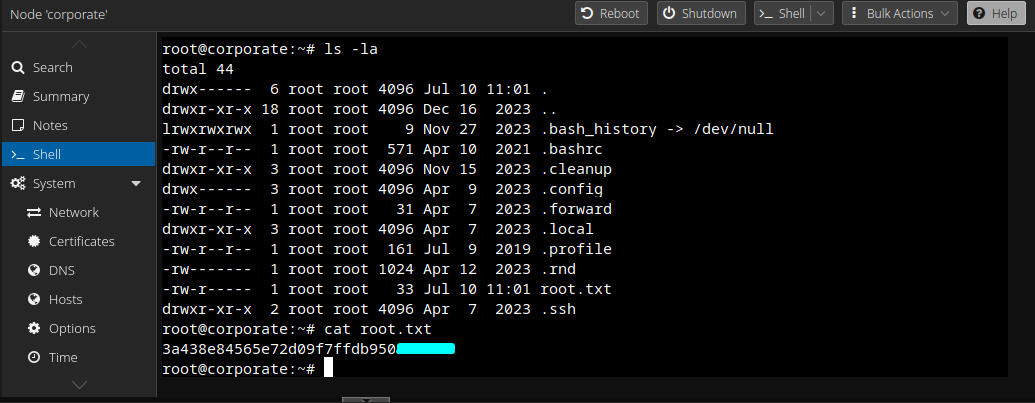 Node 'corporate'
Reboot
Shutdown
Shell
Bulk Actions
Help
Search
Summary
Notes
Shell
System
Network
Certificates
DNS
Hosts
Options
Time
root@corporate:~# ls -la
total 44
drwx------  6 root root 4096 Jul 10 11:01 .
drwxr-xr-x 18 root root 4096 Dec 16  2023 ..
lrwxrwxrwx  1 root root    9 Nov 27  2023 .bash_history -> /dev/null
-rw-r--r--  1 root root  571 Apr 10  2021 .bashrc
drwxr-xr-x  3 root root 4096 Nov 15  2023 .cleanup
drwx------  3 root root 4096 Apr  9  2023 .config
-rw-r--r--  1 root root   31 Apr  7  2023 .forward
drwxr-xr-x  3 root root 4096 Apr  7  2023 .local
-rw-r--r--  1 root root  161 Jul  9  2019 .profile
-rw-------  1 root root 1024 Apr 12  2023 .rnd
-rw-r-----  1 root root   33 Jul 10 11:01 root.txt
drwxr-xr-x  2 root root 4096 Apr  7  2023 .ssh
root@corporate:~# cat root.txt
3a438e84565e72d09f7ffdb950
root@corporate:~#